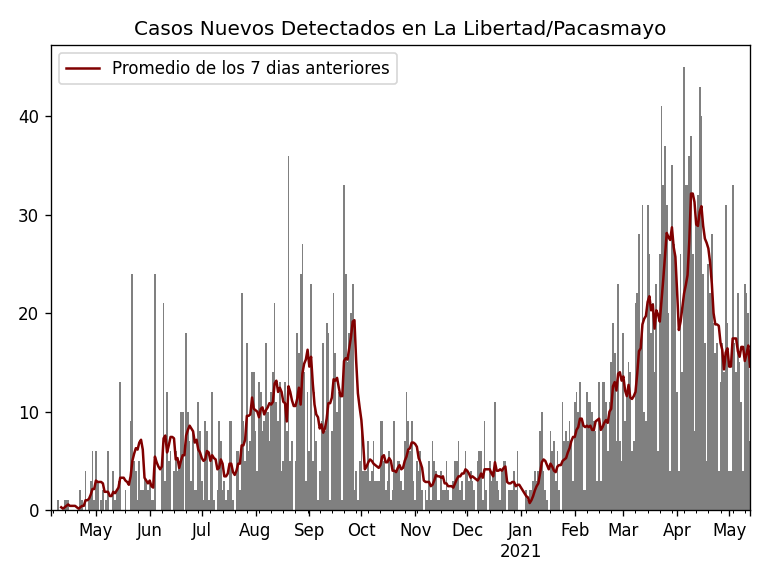 Casos Nuevos Detectados en La Libertad/Pacasmayo
Promedio de los 7 dias anteriores
40
30
20
10
0
May Jun Jul Aug Sep Oct Nov Dec Jan Feb Mar Apr May
2021